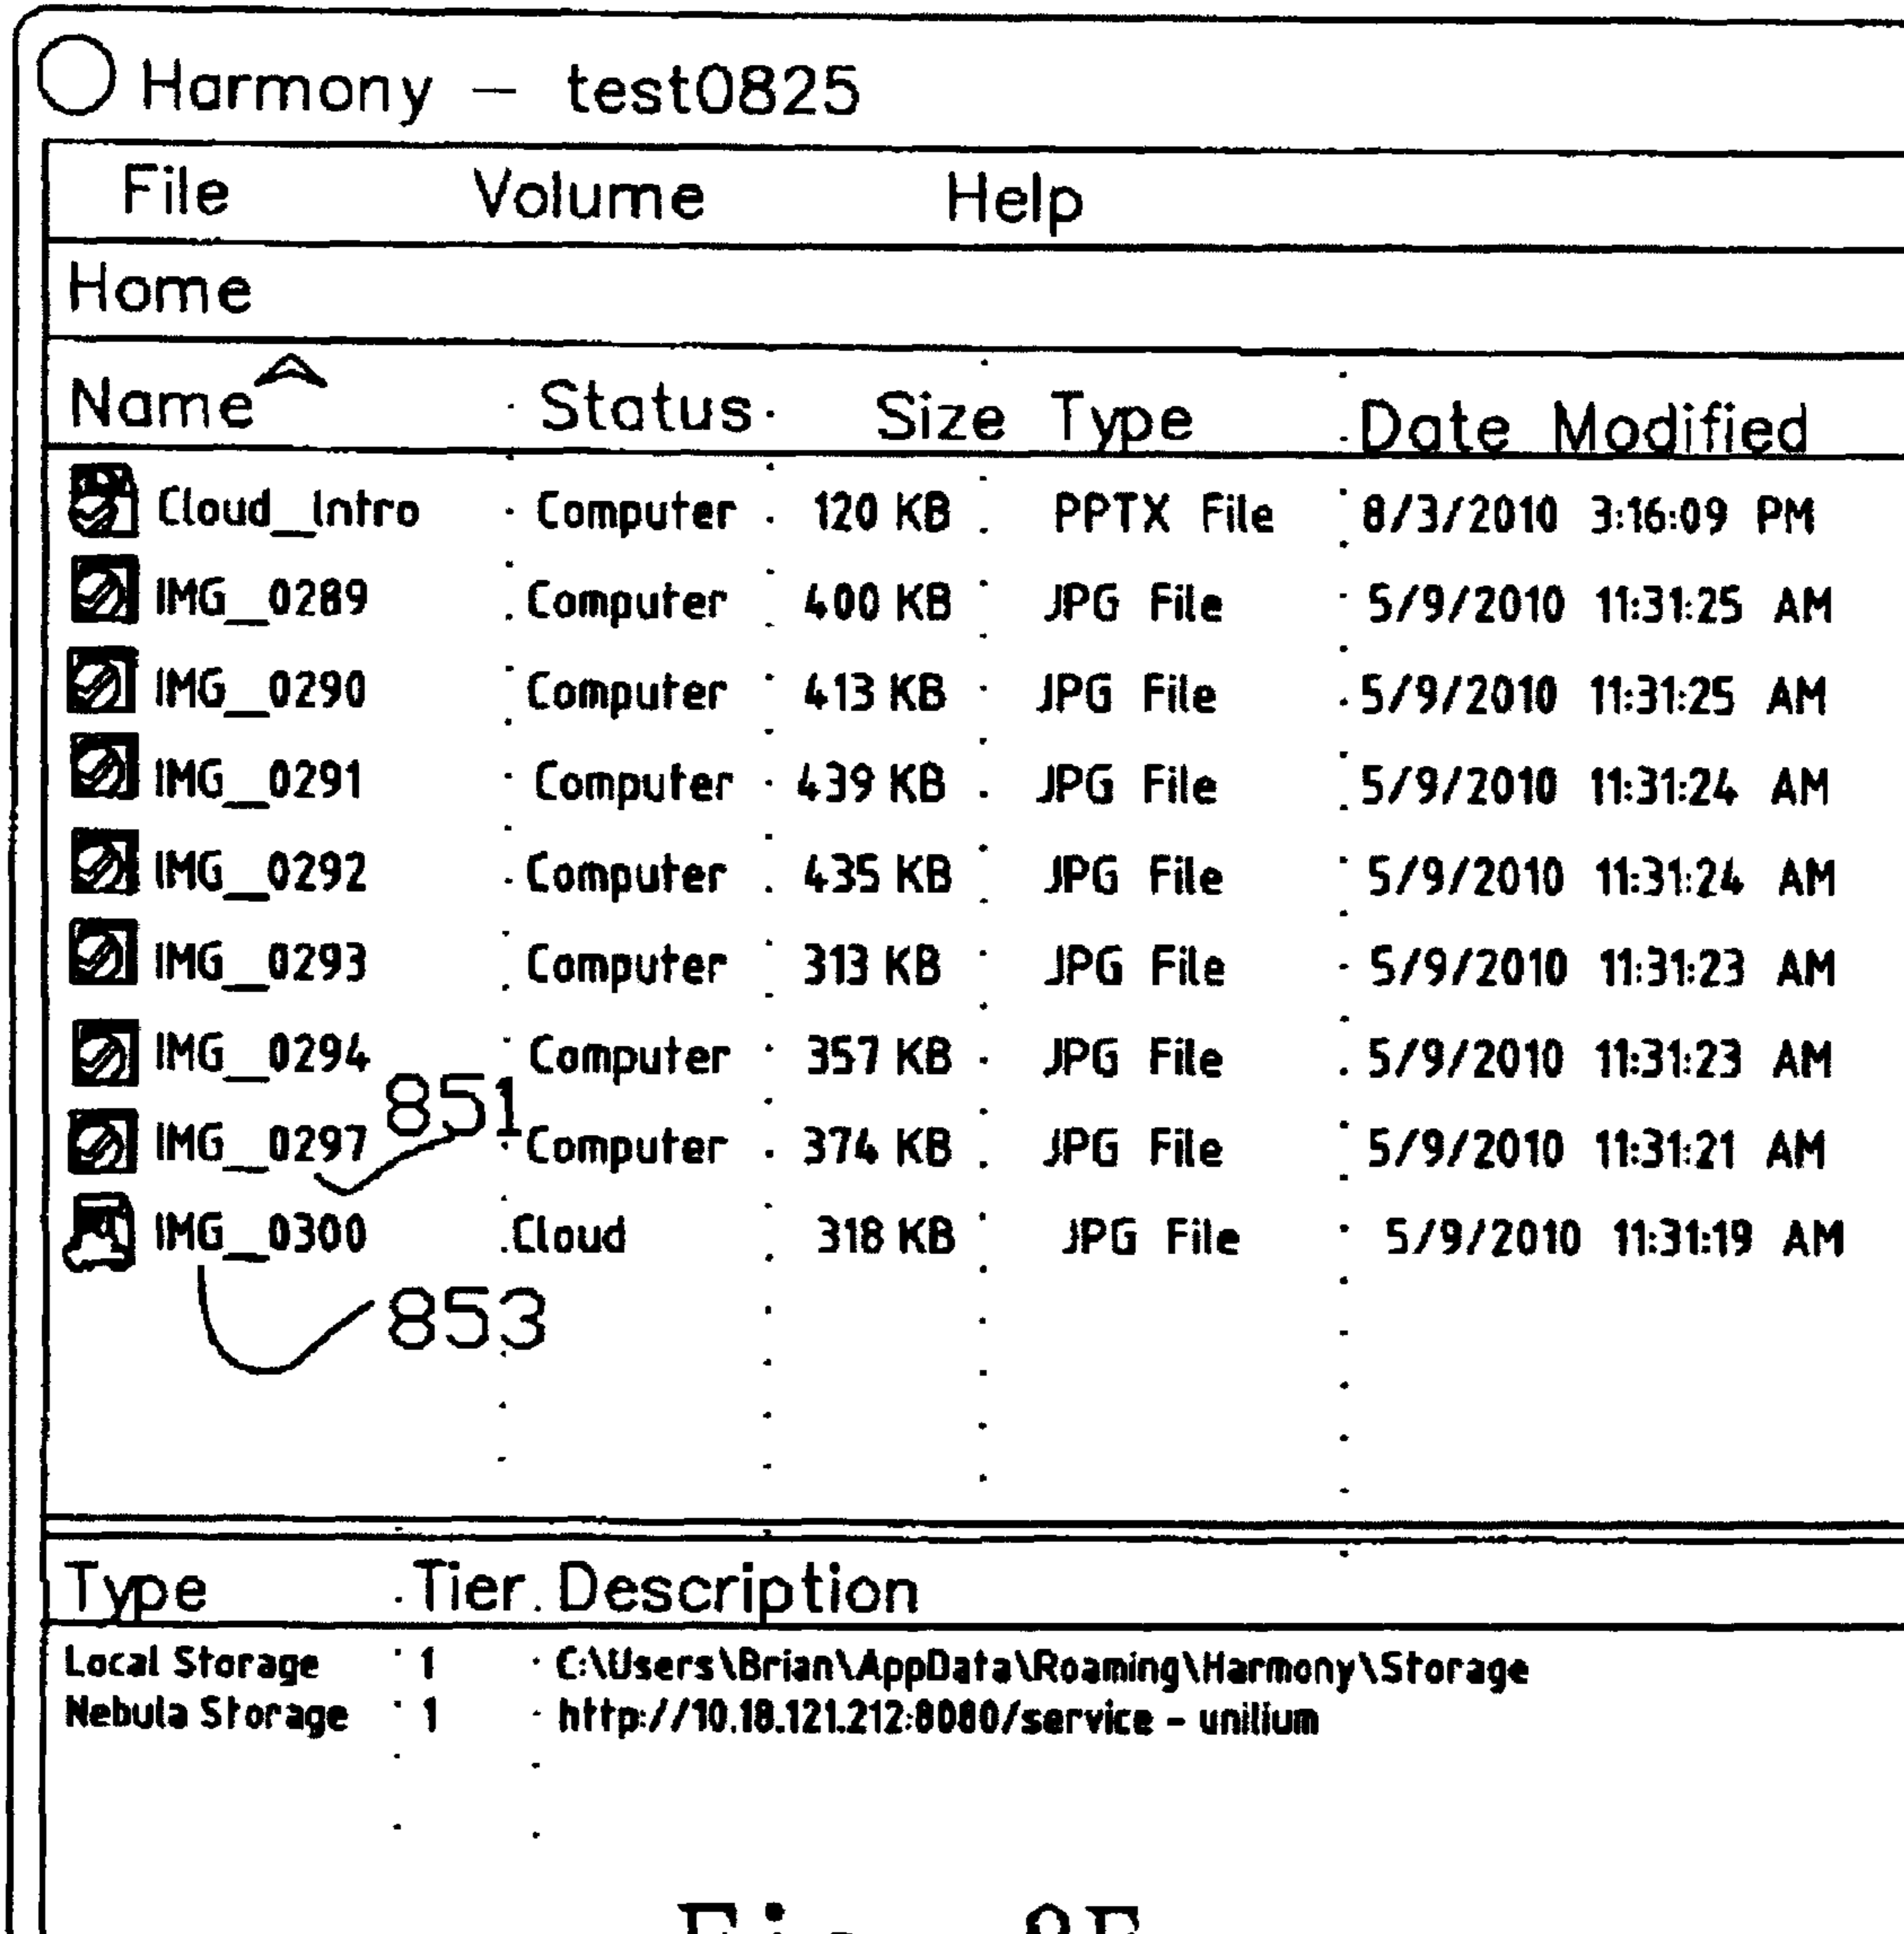 Harmony – test0825
File Volume Help
Home
Name Status Size Type Date Modified
Cloud_Intro Computer 120 KB PPTX File 8/3/2010 3:16:09 PM
IMG_0289 Computer 400 KB JPG File 5/9/2010 11:31:25 AM
IMG_0290 Computer 413 KB JPG File 5/9/2010 11:31:25 AM
IMG_0291 Computer 439 KB JPG File 5/9/2010 11:31:24 AM
IMG_0292 Computer 435 KB JPG File 5/9/2010 11:31:24 AM
IMG_0293 Computer 313 KB JPG File 5/9/2010 11:31:23 AM
IMG_0294 Computer 357 KB JPG File 5/9/2010 11:31:23 AM
851
IMG_0297 Computer 374 KB JPG File 5/9/2010 11:31:21 AM
IMG_0300 Cloud 318 KB JPG File 5/9/2010 11:31:19 AM
853
Type Tier Description
Local Storage 1 C:\Users\Brian\AppData\Roaming\Harmony\Storage
Nebula Storage 1 http://10.18.121.212:8080/service – unilium